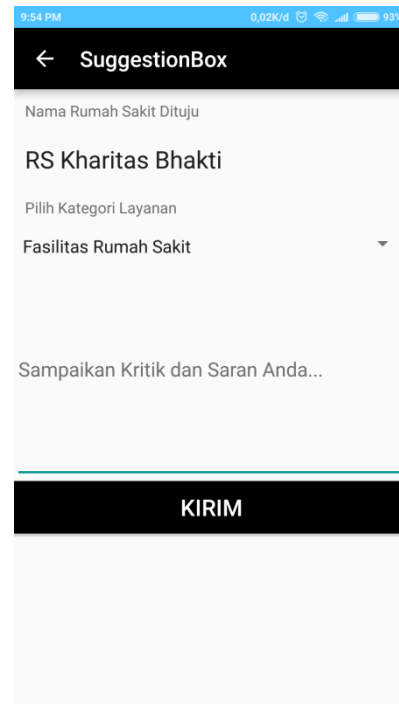 9:54 PM 0,02K/d 93%
SuggestionBox
Nama Rumah Sakit Dituju
RS Kharitas Bhakti
Pilih Kategori Layanan
Fasilitas Rumah Sakit
Sampaikan Kritik dan Saran Anda...
KIRIM